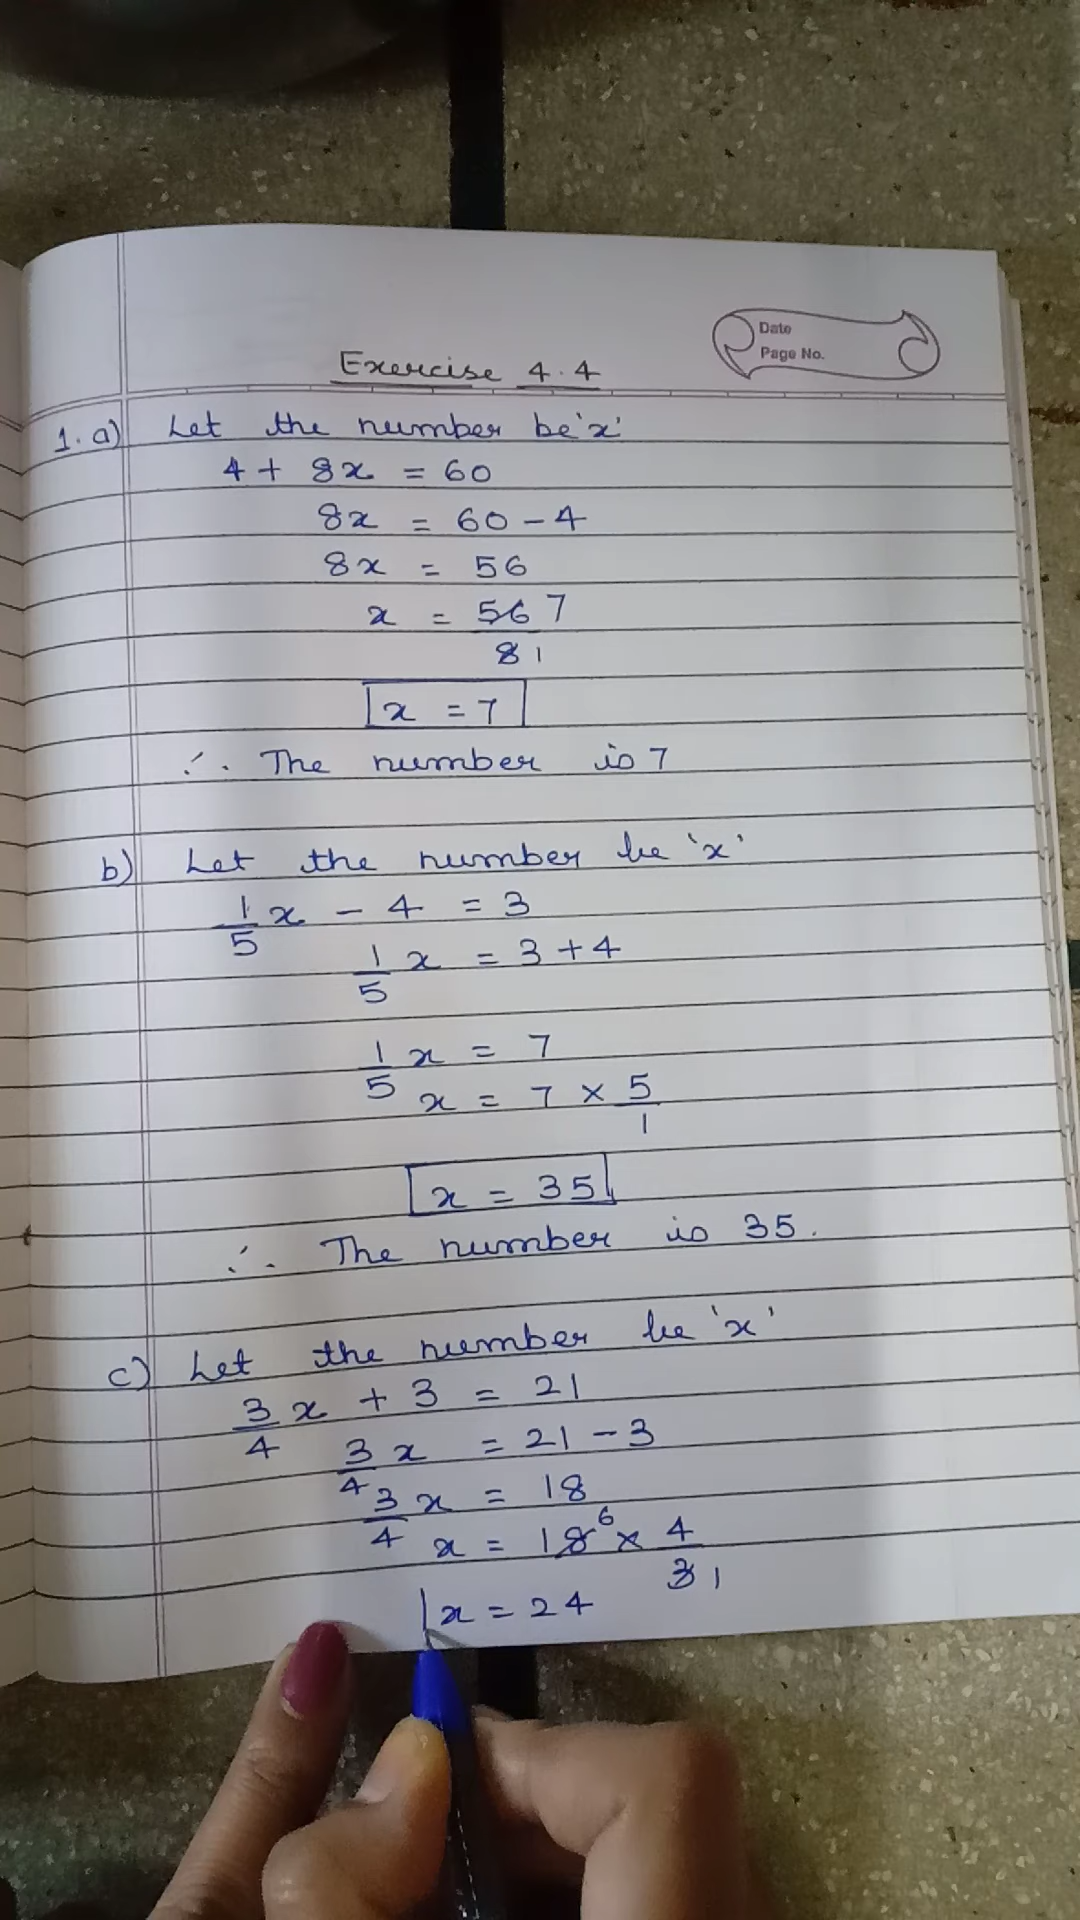 Date
Page No.
Exercise 4.4
1. a) Let the number be 'x'
4 + 8x = 60
8x = 60 - 4
8x = 56
x = 56 7
8 1
x = 7
∴ The number is 7
b) Let the number be 'x'
1/5 x - 4 = 3
1/5 x = 3 + 4
1/5 x = 7
x = 7 × 5/1
x = 35
∴ The number is 35.
c) Let the number be 'x'
3/4 x + 3 = 21
3/4 x = 21 - 3
3/4 x = 18
x = 18 6 × 4
3 1
x = 24